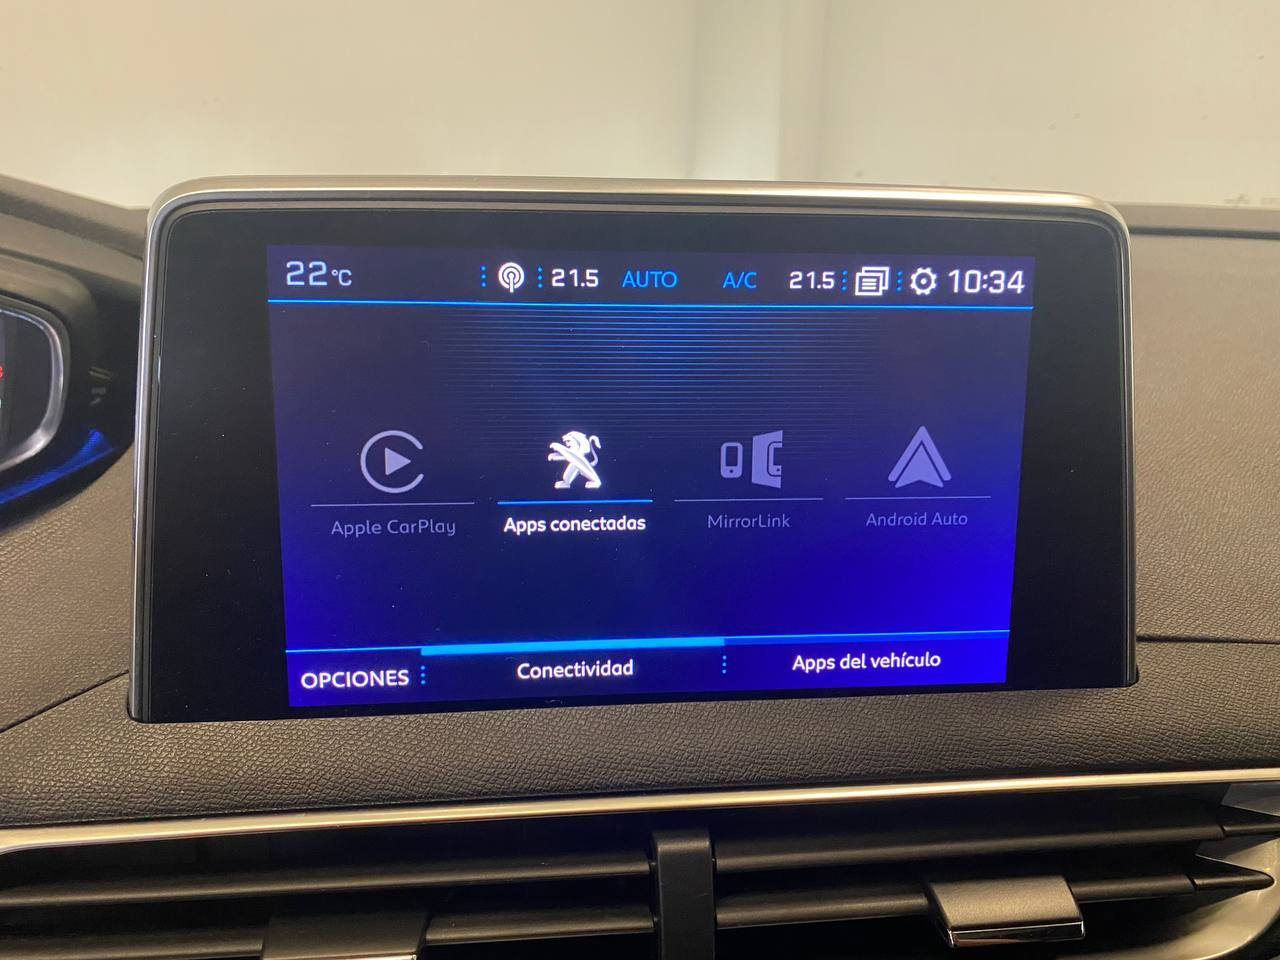 22°C 21.5 AUTO A/C 21.5 10:34
Apple CarPlay Apps conectadas MirrorLink Android Auto
OPCIONES Conectividad Apps del vehículo